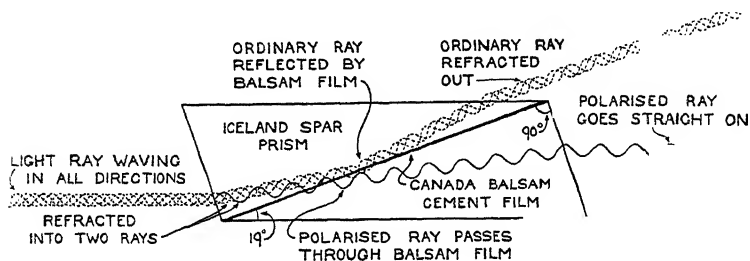 ORDINARY RAY
REFLECTED BY
BALSAM FILM
ORDINARY RAY
REFRACTED
OUT
POLARISED RAY
GOES STRAIGHT ON
ICELAND SPAR
PRISM
90°
LIGHT RAY WAVING
IN ALL DIRECTIONS
CANADA BALSAM
CEMENT FILM
REFRACTED
INTO TWO RAYS
19°
POLARISED RAY PASSES
THROUGH BALSAM FILM